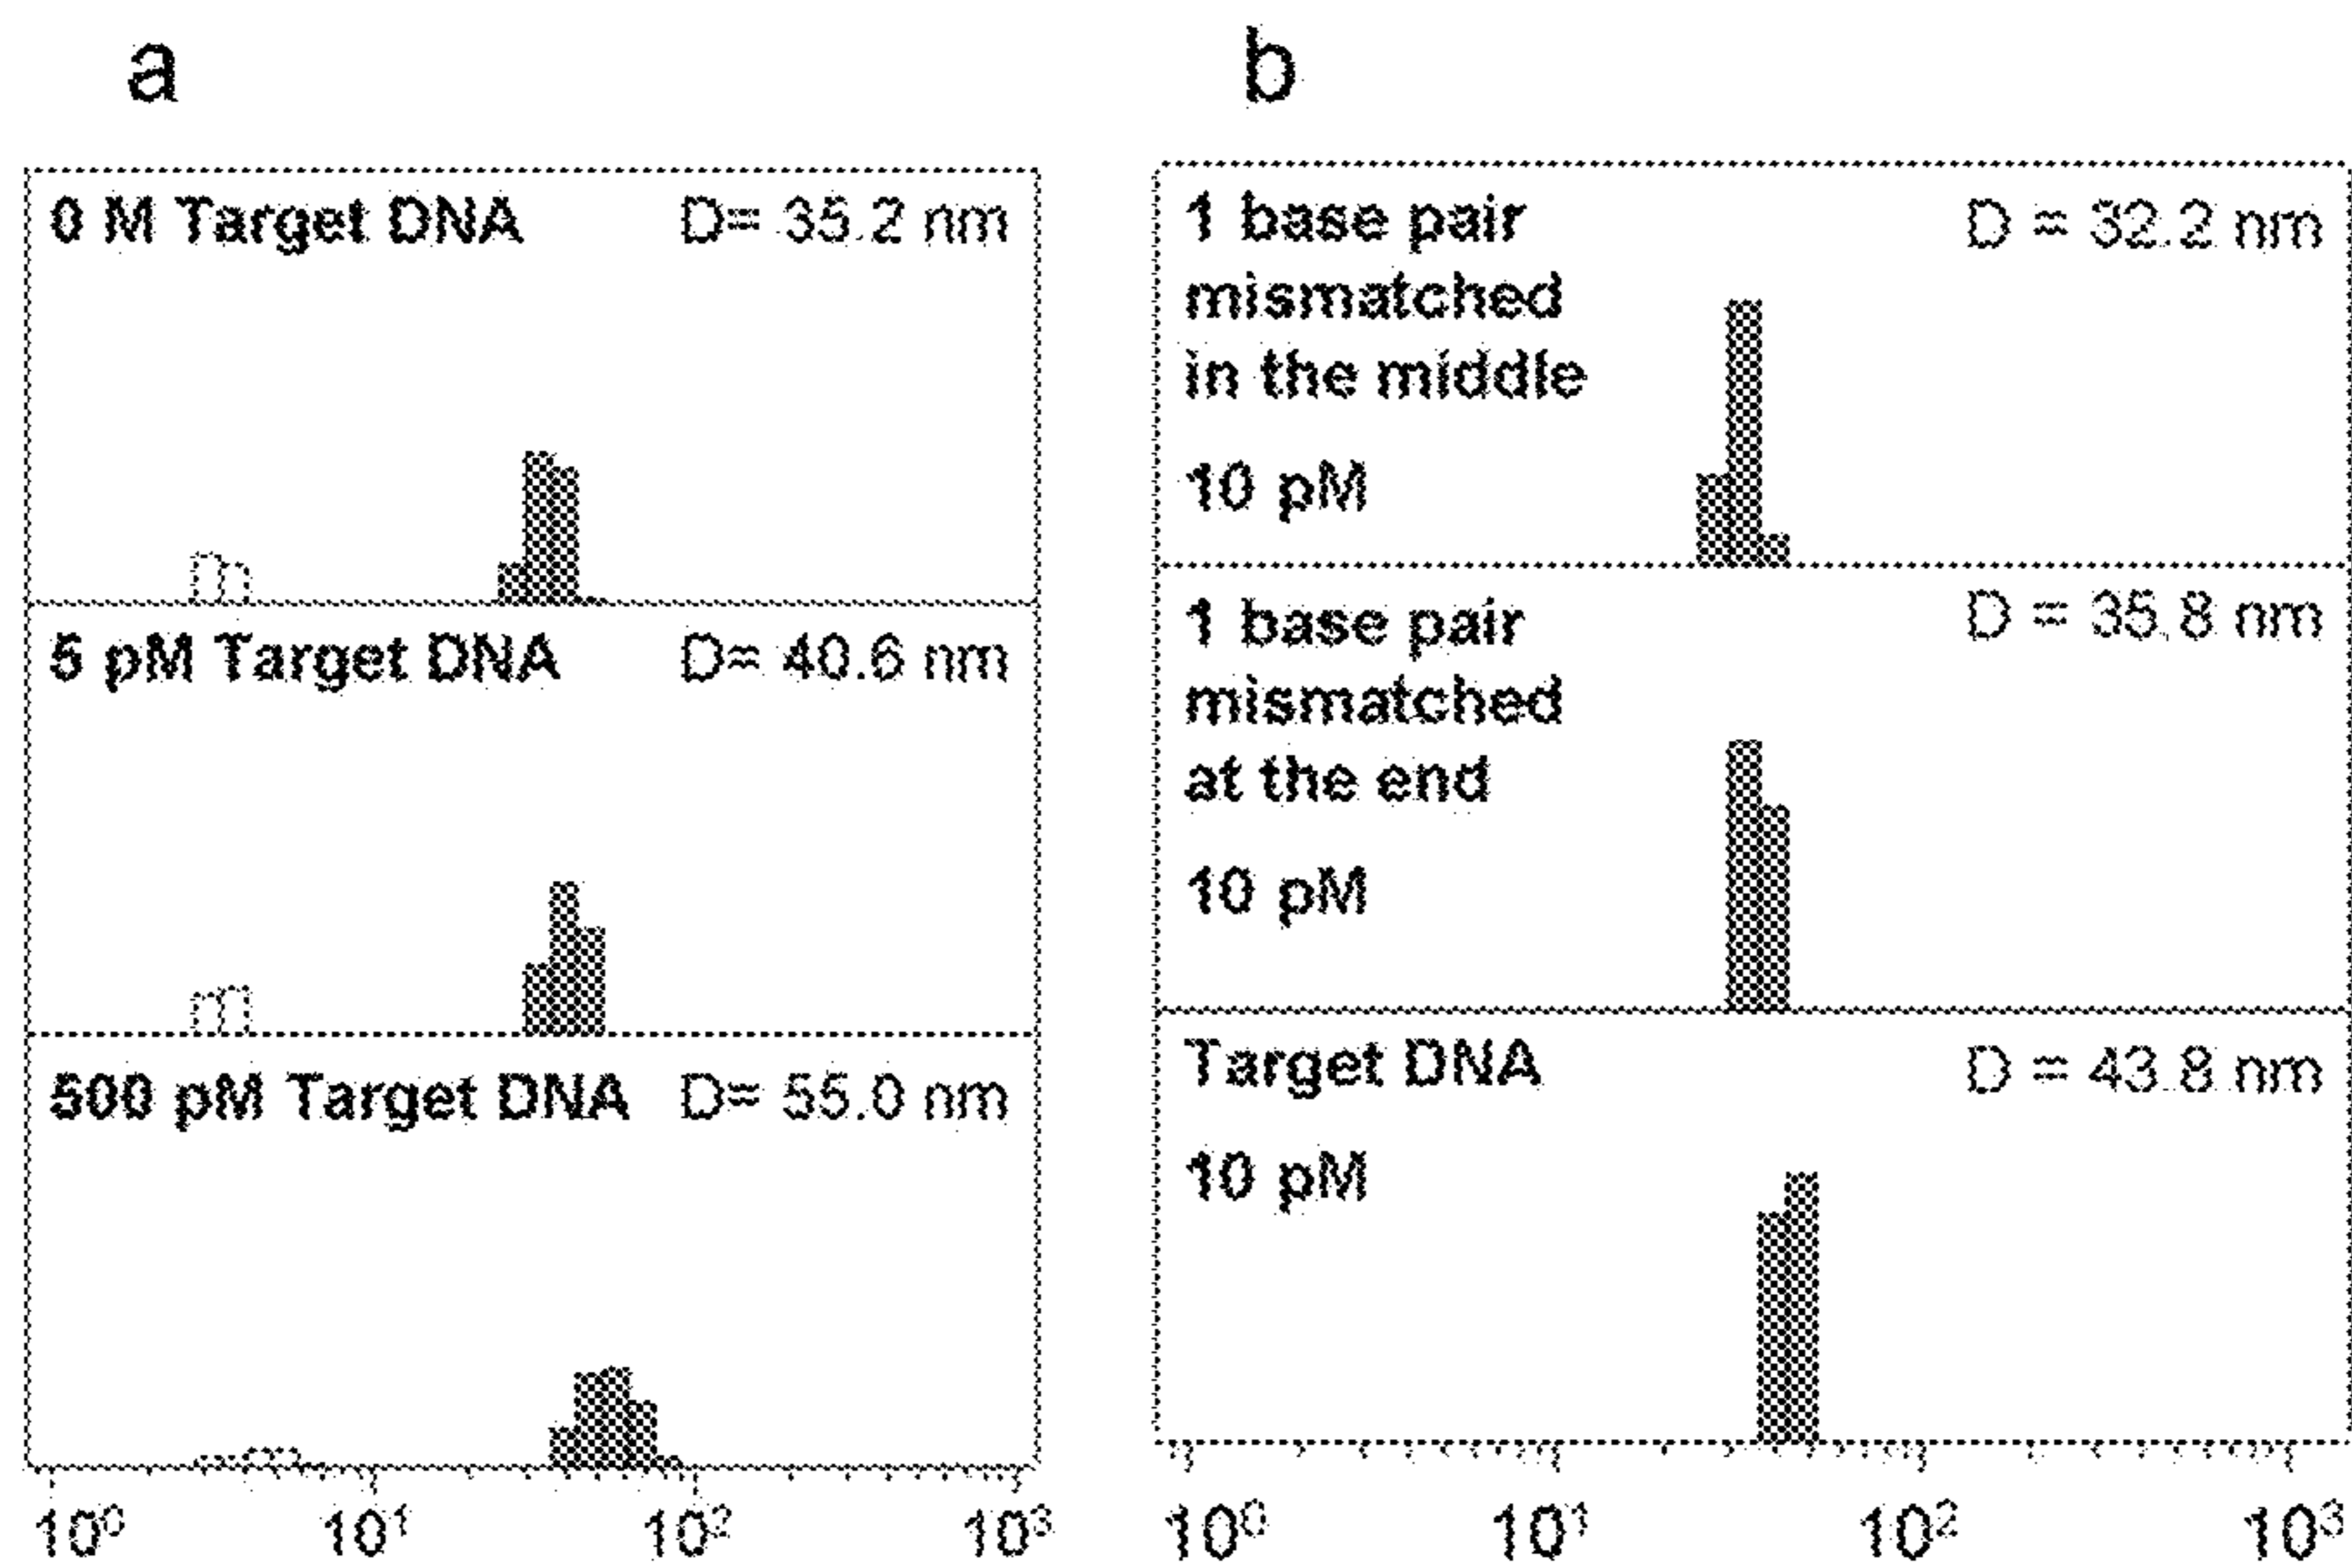 a
0 M Target DNA D= 35.2 nm
5 pM Target DNA D= 40.6 nm
500 pM Target DNA D= 55.0 nm
10⁰ 10¹ 10² 10³
b
1 base pair D = 32.2 nm
mismatched
in the middle
10 pM
1 base pair D = 35.8 nm
mismatched
at the end
10 pM
Target DNA D = 43.8 nm
10 pM
10⁰ 10¹ 10² 10³